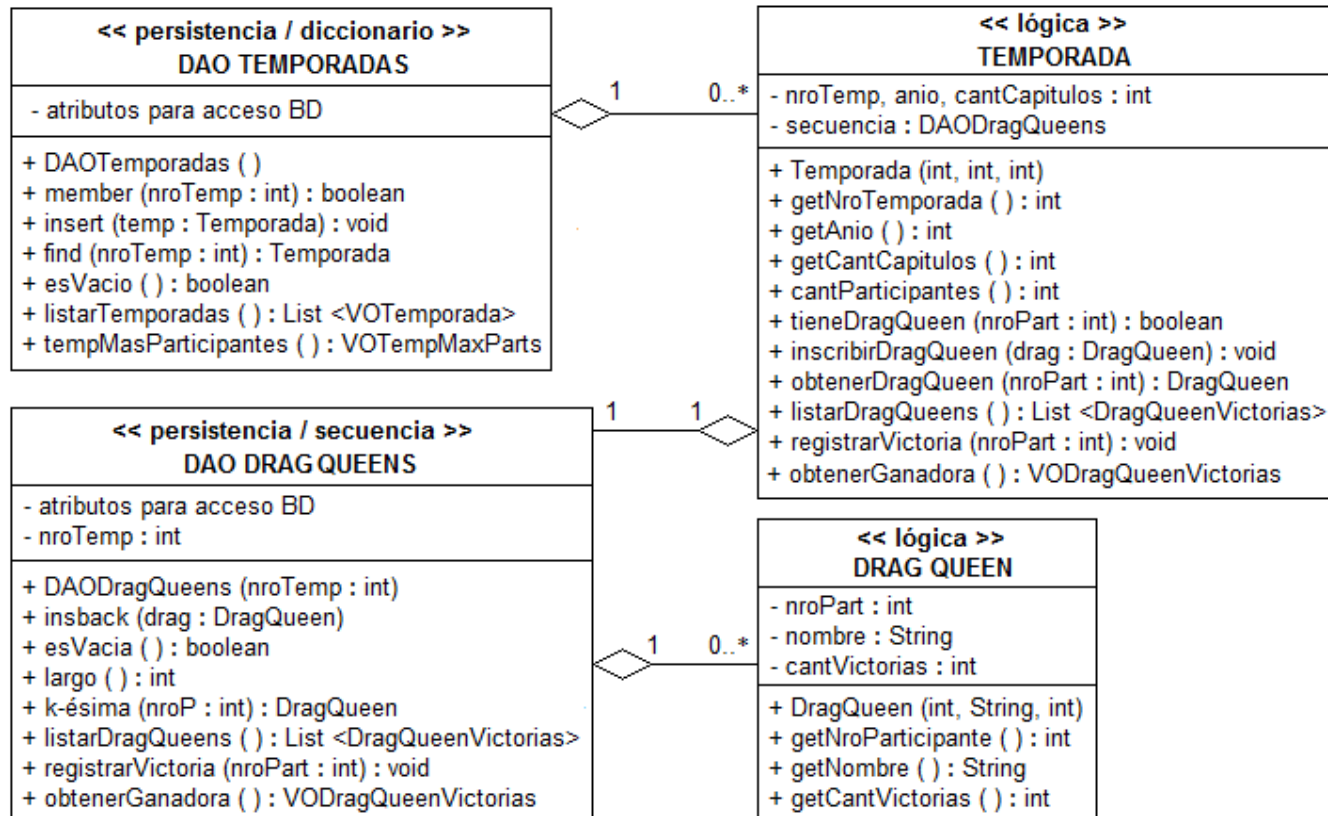 << persistencia / diccionario >>
DAO TEMPORADAS
- atributos para acceso BD
+ DAOTemporadas ( )
+ member (nroTemp : int) : boolean
+ insert (temp : Temporada) : void
+ find (nroTemp : int) : Temporada
+ esVacio ( ) : boolean
+ listarTemporadas ( ) : List <VOTemporada>
+ tempMasParticipantes ( ) : VOTempMaxParts
1
0..*
<< lógica >>
TEMPORADA
- nroTemp, anio, cantCapitulos : int
- secuencia : DAODragQueens
+ Temporada (int, int, int)
+ getNroTemporada ( ) : int
+ getAnio ( ) : int
+ getCantCapitulos ( ) : int
+ cantParticipantes ( ) : int
+ tieneDragQueen (nroPart : int) : boolean
+ inscribirDragQueen (drag : DragQueen) : void
+ obtenerDragQueen (nroPart : int) : DragQueen
+ listarDragQueens ( ) : List <DragQueenVictorias>
+ registrarVictoria (nroPart : int) : void
+ obtenerGanadora ( ) : VODragQueenVictorias
1
1
<< persistencia / secuencia >>
DAO DRAG QUEENS
- atributos para acceso BD
- nroTemp : int
+ DAODragQueens (nroTemp : int)
+ insback (drag : DragQueen)
+ esVacia ( ) : boolean
+ largo ( ) : int
+ k-ésima (nroP : int) : DragQueen
+ listarDragQueens ( ) : List <DragQueenVictorias>
+ registrarVictoria (nroPart : int) : void
+ obtenerGanadora ( ) : VODragQueenVictorias
1
0..*
<< lógica >>
DRAG QUEEN
- nroPart : int
- nombre : String
- cantVictorias : int
+ DragQueen (int, String, int)
+ getNroParticipante ( ) : int
+ getNombre ( ) : String
+ getCantVictorias ( ) : int